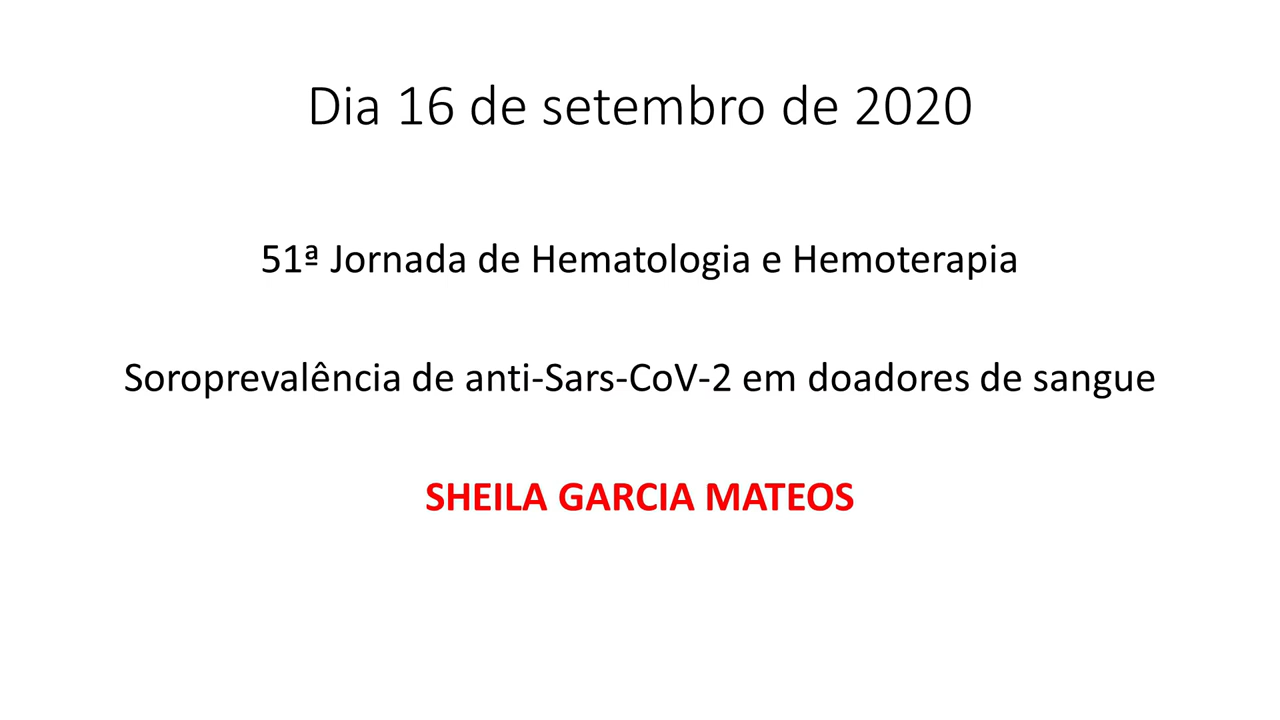 Dia 16 de setembro de 2020
51ª Jornada de Hematologia e Hemoterapia
Soroprevalência de anti-Sars-CoV-2 em doadores de sangue
SHEILA GARCIA MATEOS